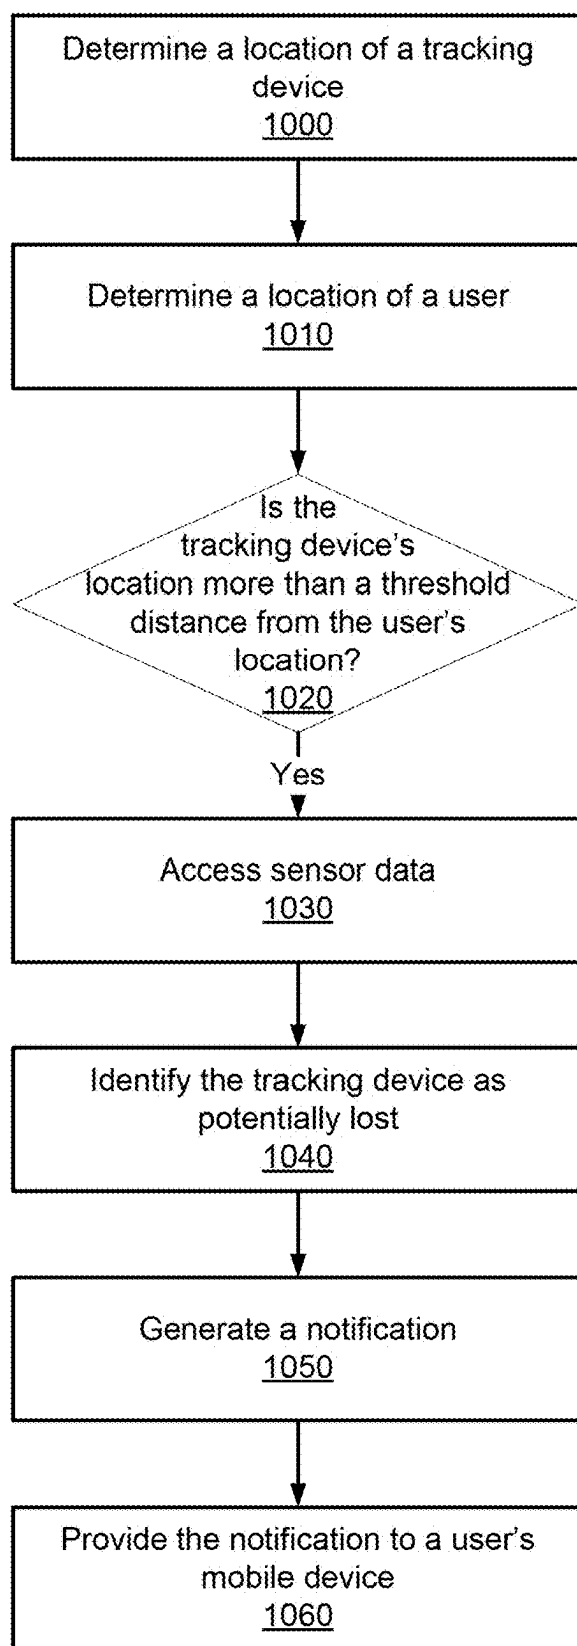 Determine a location of a tracking
device
1000
Determine a location of a user
1010
Is the
tracking device's
location more than a threshold
distance from the user's
location?
1020
Yes
Access sensor data
1030
Identify the tracking device as
potentially lost
1040
Generate a notification
1050
Provide the notification to a user's
mobile device
1060